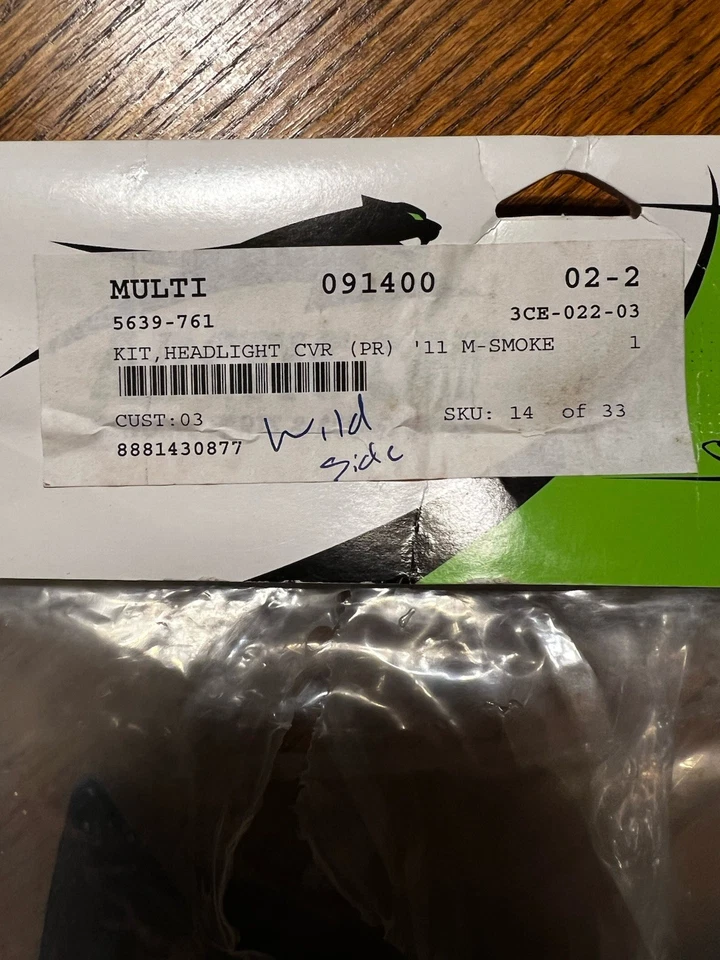 MULTI 091400 02-2
5639-761 3CE-022-03
KIT,HEADLIGHT CVR (PR) '11 M-SMOKE 1
CUST:03 SKU: 14 of 33
8881430877
Wild
Side